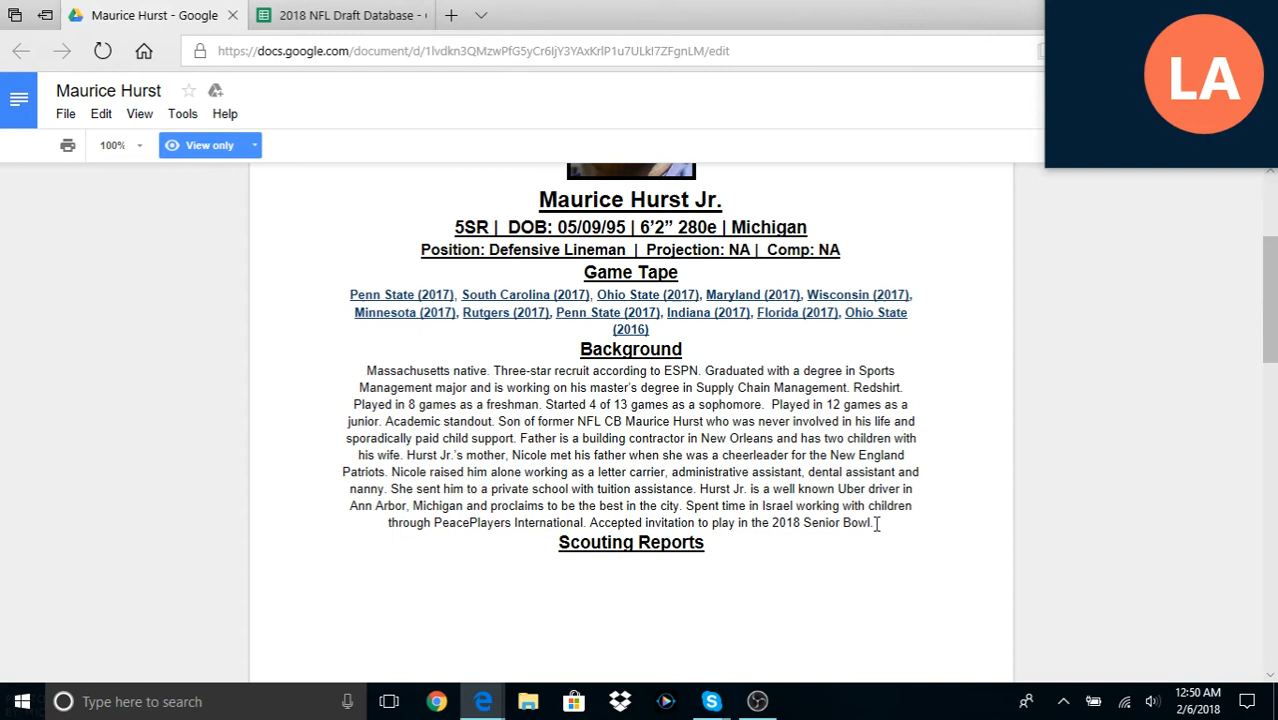 Maurice Hurst - Google
2018 NFL Draft Database -
https://docs.google.com/document/d/1lvdkn3QMzwPfG5yCr6IjY3YAxKrlP1u7ULkI7ZFgnLM/edit
LA
Maurice Hurst
File Edit View Tools Help
100% View only
Maurice Hurst Jr.
5SR | DOB: 05/09/95 | 6’2” 280e | Michigan
Position: Defensive Lineman | Projection: NA | Comp: NA
Game Tape
Penn State (2017), South Carolina (2017), Ohio State (2017), Maryland (2017), Wisconsin (2017),
Minnesota (2017), Rutgers (2017), Penn State (2017), Indiana (2017), Florida (2017), Ohio State
(2016)
Background
Massachusetts native. Three-star recruit according to ESPN. Graduated with a degree in Sports
Management major and is working on his master’s degree in Supply Chain Management. Redshirt.
Played in 8 games as a freshman. Started 4 of 13 games as a sophomore. Played in 12 games as a
junior. Academic standout. Son of former NFL CB Maurice Hurst who was never involved in his life and
sporadically paid child support. Father is a building contractor in New Orleans and has two children with
his wife. Hurst Jr.’s mother, Nicole met his father when she was a cheerleader for the New England
Patriots. Nicole raised him alone working as a letter carrier, administrative assistant, dental assistant and
nanny. She sent him to a private school with tuition assistance. Hurst Jr. is a well known Uber driver in
Ann Arbor, Michigan and proclaims to be the best in the city. Spent time in Israel working with children
through PeacePlayers International. Accepted invitation to play in the 2018 Senior Bowl.
Scouting Reports
Type here to search
12:50 AM
2/6/2018